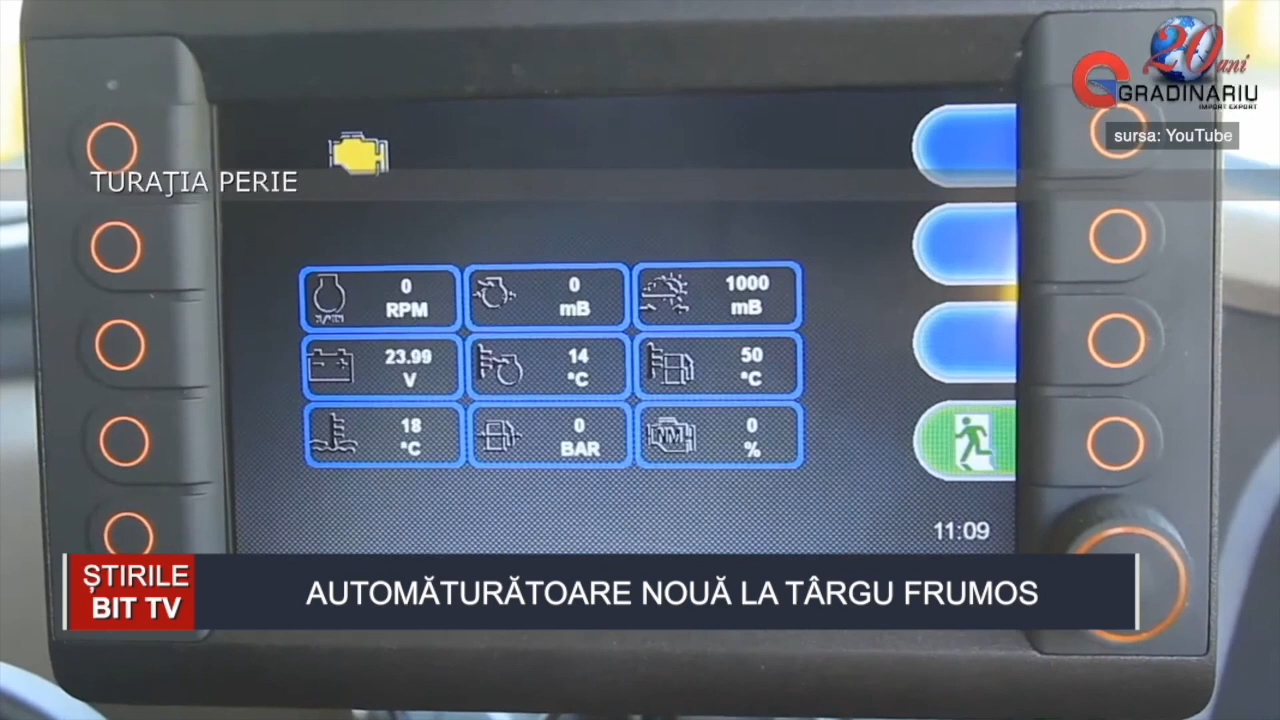 20 ani
GRADINARIU
IMPORT EXPORT
sursa: YouTube
TURAȚIA PERIE
0
RPM
0
mB
1000
mB
23.99
V
14
°C
50
°C
18
°C
0
BAR
NM
0
%
11:09
ȘTIRILE
BIT TV
AUTOMĂTURĂTOARE NOUĂ LA TÂRGU FRUMOS